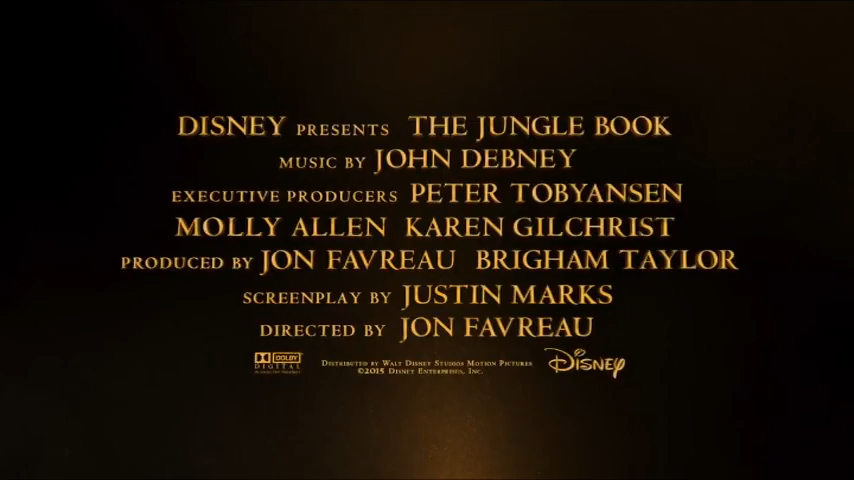 DISNEY PRESENTS THE JUNGLE BOOK
MUSIC BY JOHN DEBNEY
EXECUTIVE PRODUCERS PETER TOBYANSEN
MOLLY ALLEN KAREN GILCHRIST
PRODUCED BY JON FAVREAU BRIGHAM TAYLOR
SCREENPLAY BY JUSTIN MARKS
DIRECTED BY JON FAVREAU
DOLBY DIGITAL
DISTRIBUTED BY WALT DISNEY STUDIOS MOTION PICTURES
©2015 DISNEY ENTERPRISES, INC.
DISNEY